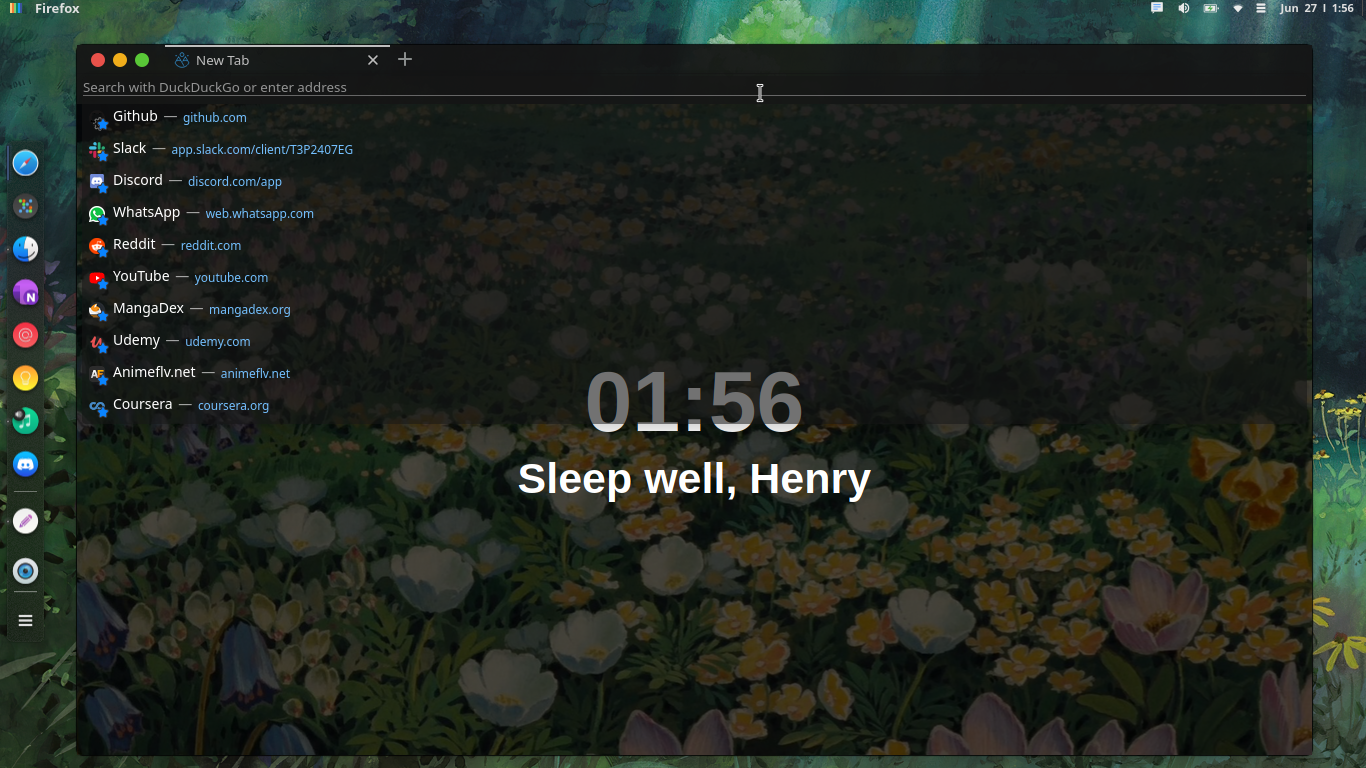 Firefox
Jun 27 | 1:56
New Tab
Search with DuckDuckGo or enter address
Github — github.com
Slack — app.slack.com/client/T3P2407EG
Discord — discord.com/app
WhatsApp — web.whatsapp.com
Reddit — reddit.com
YouTube — youtube.com
MangaDex — mangadex.org
Udemy — udemy.com
Animeflv.net — animeflv.net
Coursera — coursera.org
01:56
Sleep well, Henry